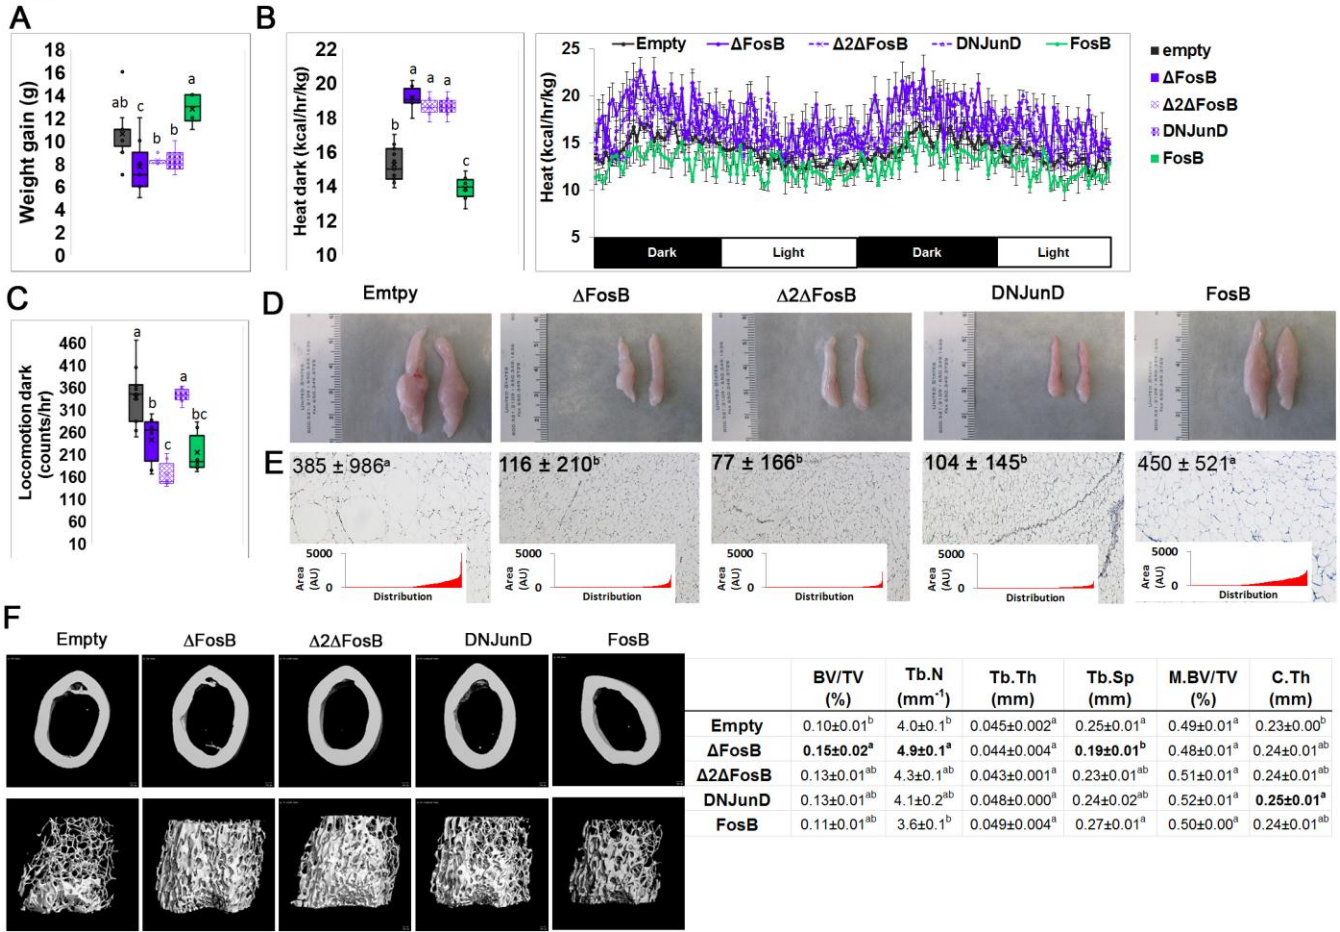 A
18
16
14
12
10
8
6
4
2
0
Weight gain (g)
ab
c
b
b
a
B
22
20
18
16
14
12
10
Heat dark (kcal/hr/kg)
b
a
a
a
c
Empty ΔFosB Δ2ΔFosB DNJunD FosB
25
20
15
10
5
Heat (kcal/hr/kg)
Dark Light Dark Light
empty
ΔFosB
Δ2ΔFosB
DNJunD
FosB
C
460
410
360
310
260
210
160
110
60
10
Locomotion dark
(counts/hr)
a
b
c
a
bc
D
Emtpy ΔFosB Δ2ΔFosB DNJunD FosB
E
385 ± 986ᵃ 116 ± 210ᵇ 77 ± 166ᵇ 104 ± 145ᵇ 450 ± 521ᵃ
5000 5000 5000 5000 5000
Area (AU) Area (AU) Area (AU) Area (AU) Area (AU)
0 0 0 0 0
Distribution Distribution Distribution Distribution Distribution
F
Empty ΔFosB Δ2ΔFosB DNJunD FosB
BV/TV (%) Tb.N (mm⁻¹) Tb.Th (mm) Tb.Sp (mm) M.BV/TV (%) C.Th (mm)
Empty 0.10±0.01ᵇ 4.0±0.1ᵇ 0.045±0.002ᵃ 0.25±0.01ᵃ 0.49±0.01ᵃ 0.23±0.00ᵇ
ΔFosB 0.15±0.02ᵃ 4.9±0.1ᵃ 0.044±0.004ᵃ 0.19±0.01ᵇ 0.48±0.01ᵃ 0.24±0.01ᵃᵇ
Δ2ΔFosB 0.13±0.01ᵃᵇ 4.3±0.1ᵃᵇ 0.043±0.001ᵃ 0.23±0.01ᵃᵇ 0.51±0.01ᵃ 0.24±0.01ᵃᵇ
DNJunD 0.13±0.01ᵃᵇ 4.1±0.2ᵃᵇ 0.048±0.000ᵃ 0.24±0.02ᵃᵇ 0.52±0.01ᵃ 0.25±0.01ᵃ
FosB 0.11±0.01ᵃᵇ 3.6±0.1ᵇ 0.049±0.004ᵃ 0.27±0.01ᵃ 0.50±0.00ᵃ 0.24±0.01ᵃᵇ